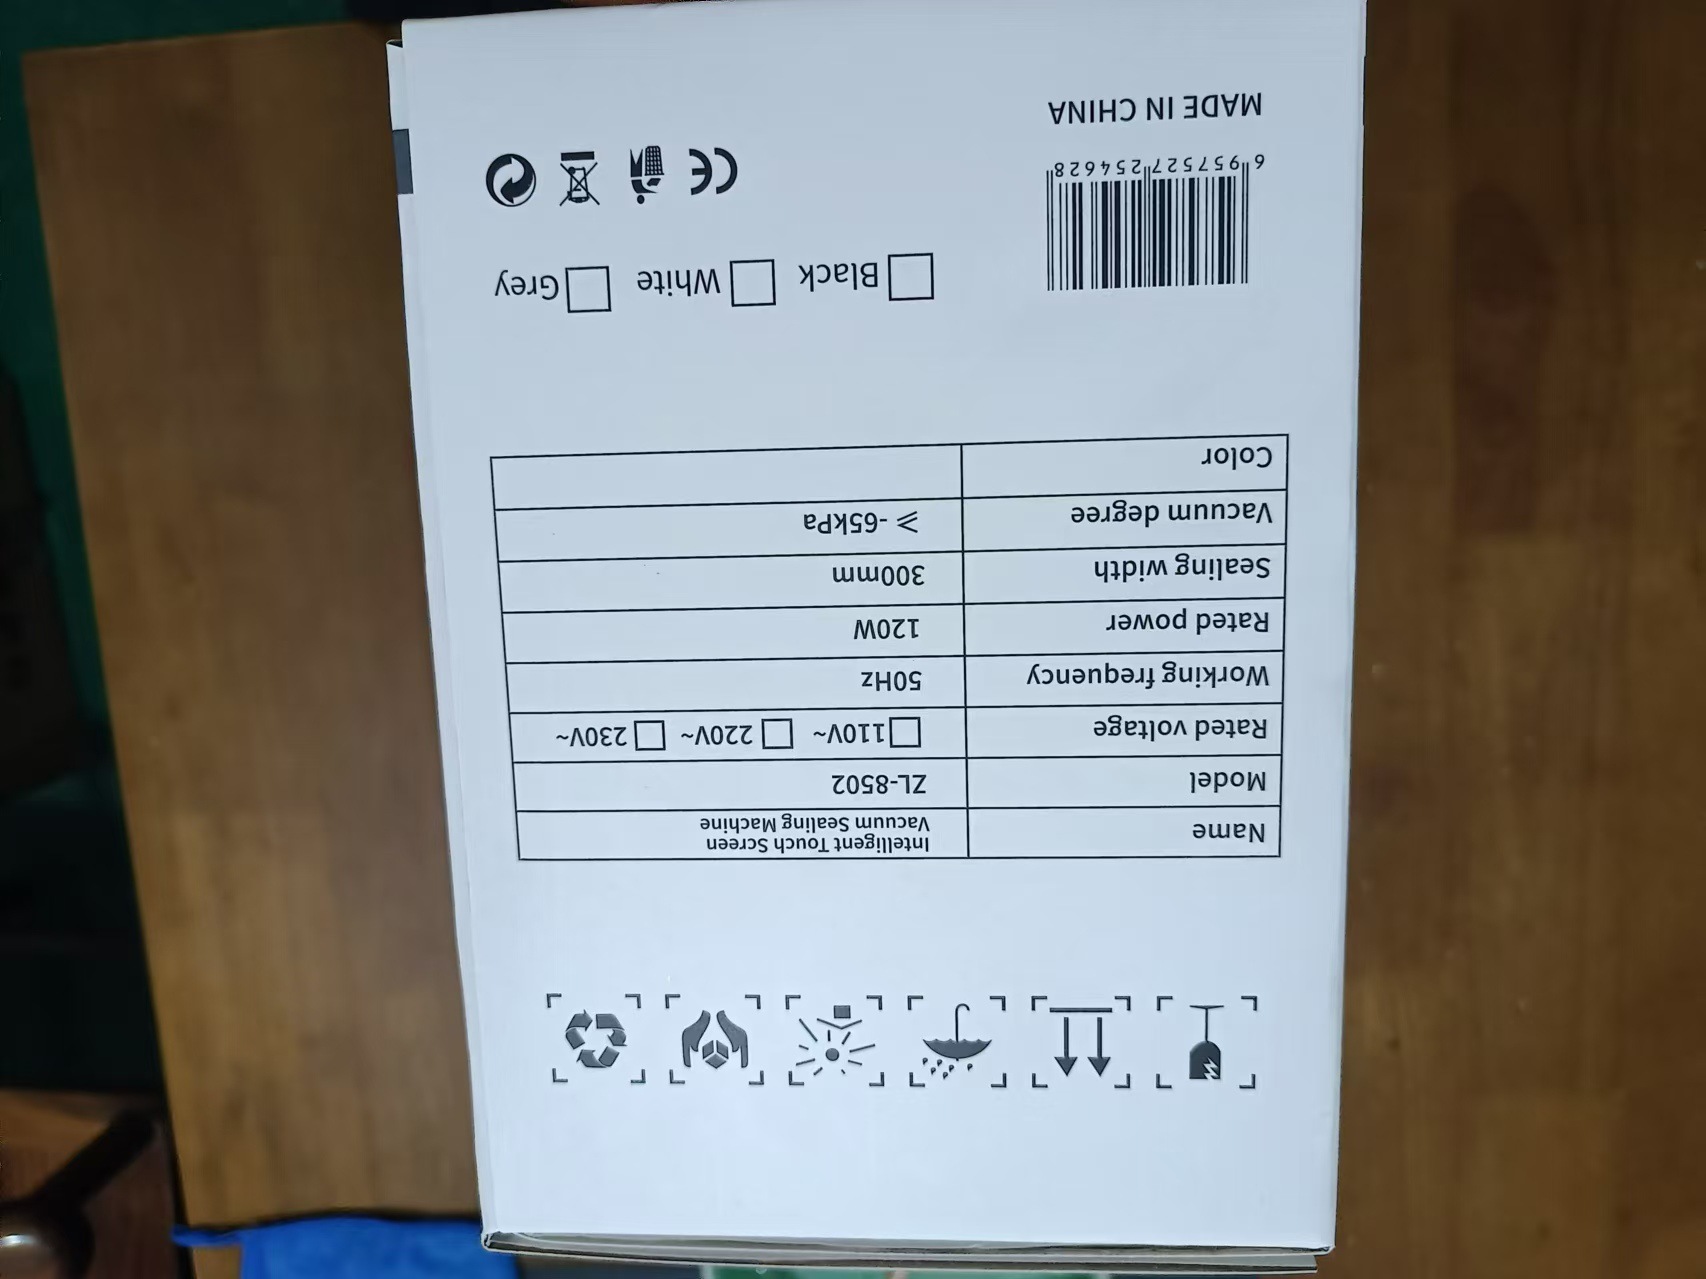 Name Intelligent Touch Screen
Vacuum Sealing Machine
Model ZL-8502
Rated voltage 110V~ 220V~ 230V~
Working frequency 50Hz
Rated power 120W
Sealing width 300mm
Vacuum degree ⩾ -65kPa
Color
Black White Grey
6 957527 254628
CE
MADE IN CHINA